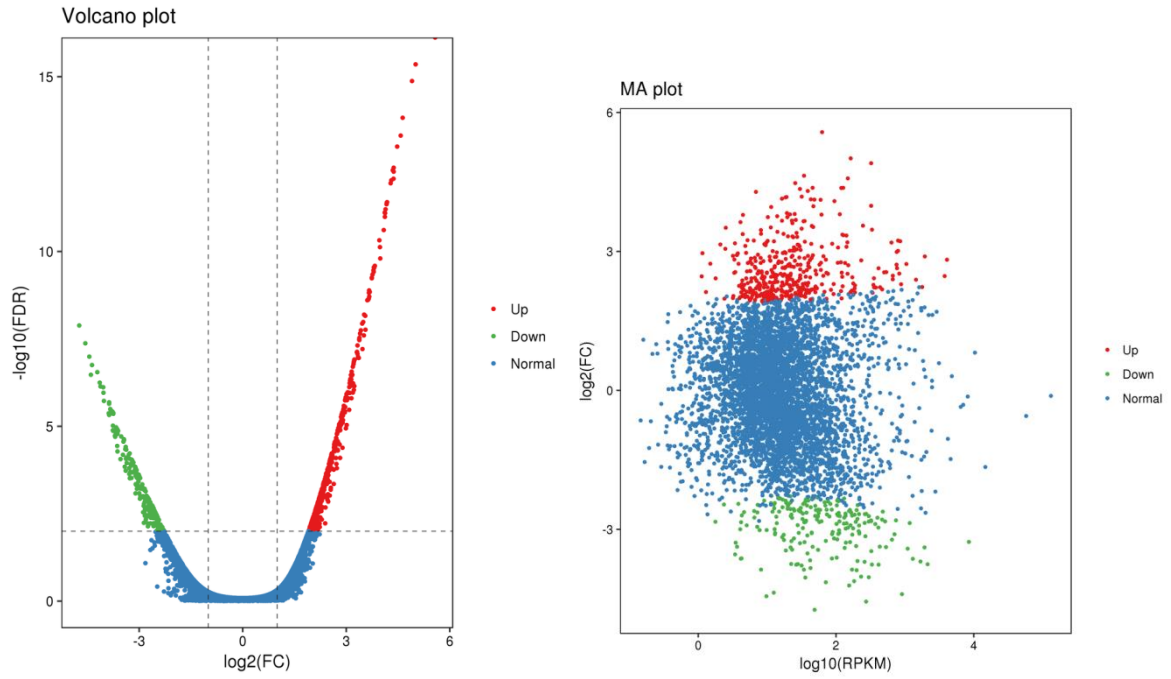 Volcano plot
15
10
5
0
-3
0
3
6
-log10(FDR)
log2(FC)
Up
Down
Normal
MA plot
6
3
0
-3
0
2
4
log2(FC)
log10(RPKM)
Up
Down
Normal